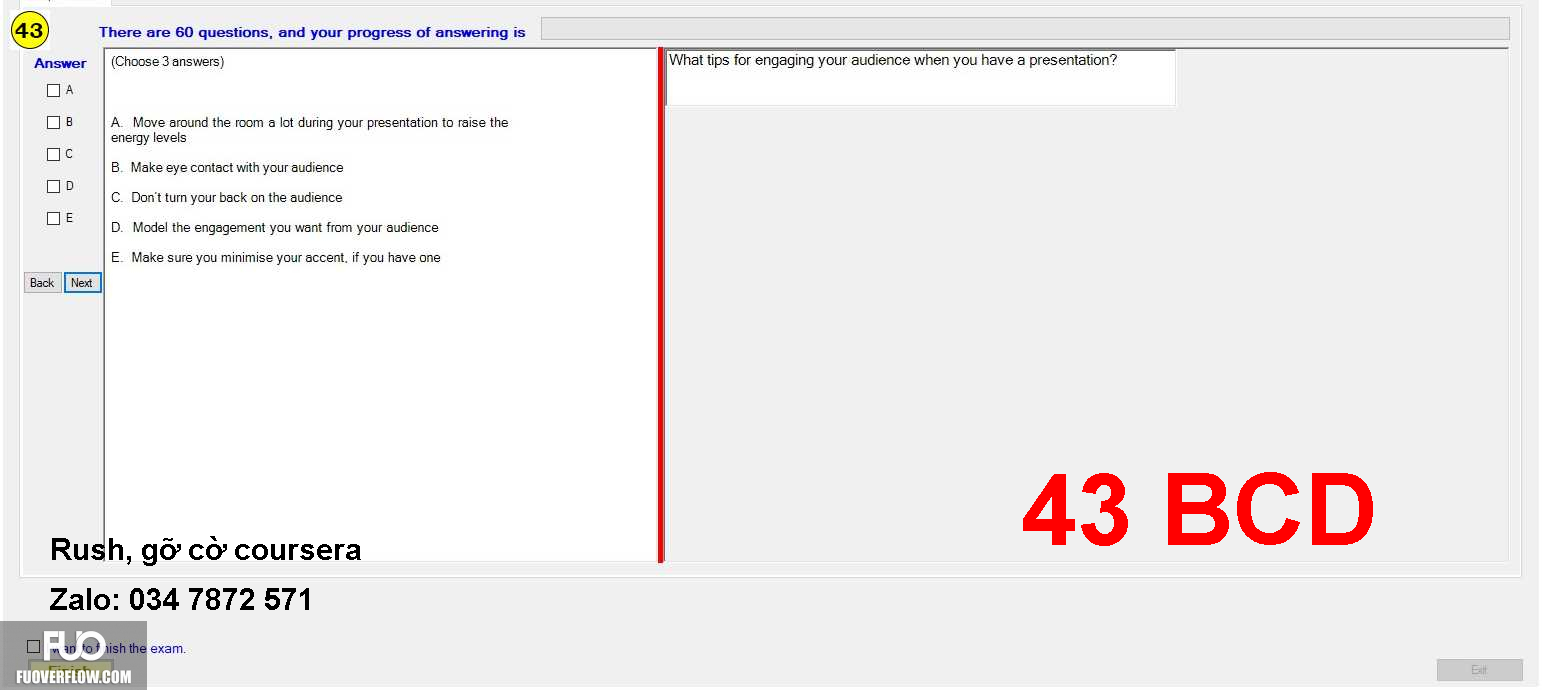 43
There are 60 questions, and your progress of answering is
Answer
A
B
C
D
E
Back Next
(Choose 3 answers)
A. Move around the room a lot during your presentation to raise the
energy levels
B. Make eye contact with your audience
C. Don't turn your back on the audience
D. Model the engagement you want from your audience
E. Make sure you minimise your accent, if you have one
What tips for engaging your audience when you have a presentation?
43 BCD
Rush, gỡ cờ coursera
Zalo: 034 7872 571
want to finish the exam.
Finish
FUO
FUOVERFLOW.COM
Exit